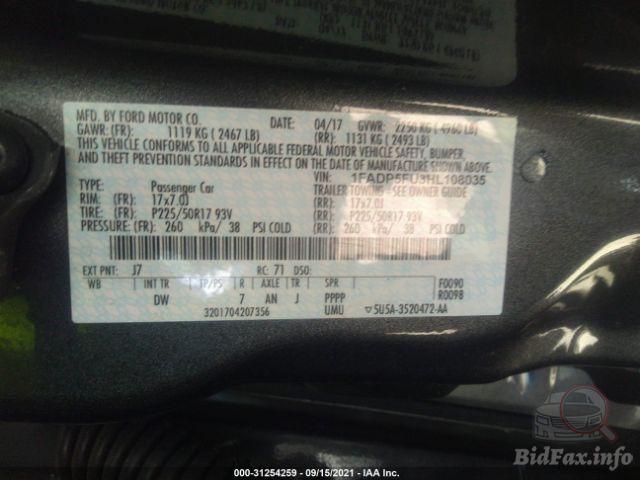 MFD. BY FORD MOTOR CO.
DATE: 04/17 GVWR: 2250 KG ( 4960 LB)
GAWR: (FR): 1119 KG ( 2467 LB) (RR): 1131 KG ( 2493 LB)
THIS VEHICLE CONFORMS TO ALL APPLICABLE
FEDERAL MOTOR VEHICLE SAFETY, BUMPER,
AND THEFT PREVENTION STANDARDS IN EFFECT
ON THE DATE OF MANUFACTURE SHOWN ABOVE.
VIN: 1FADP5FU3HL108035
TYPE: Passenger Car TRAILER TOWING - SEE OWNER GUIDE
RIM: (FR): 17x7.0J (RR): 17x7.0J
TIRE: (FR): P225/50R17 93V (RR): P225/50R17 93V
PRESSURE: (FR): 260 kPa/ 38 PSI COLD (RR): 260 kPa/ 38 PSI COLD
EXT PNT: J7 RC: 71 DSO:
WB INT TR TP/PS R AXLE TR SPR F0090
DW 7 AN J PPPP R0098
3201704207356 UMU 5U5A-3520472-AA
BidFax.info
000-31254259 - 09/15/2021 - IAA Inc.